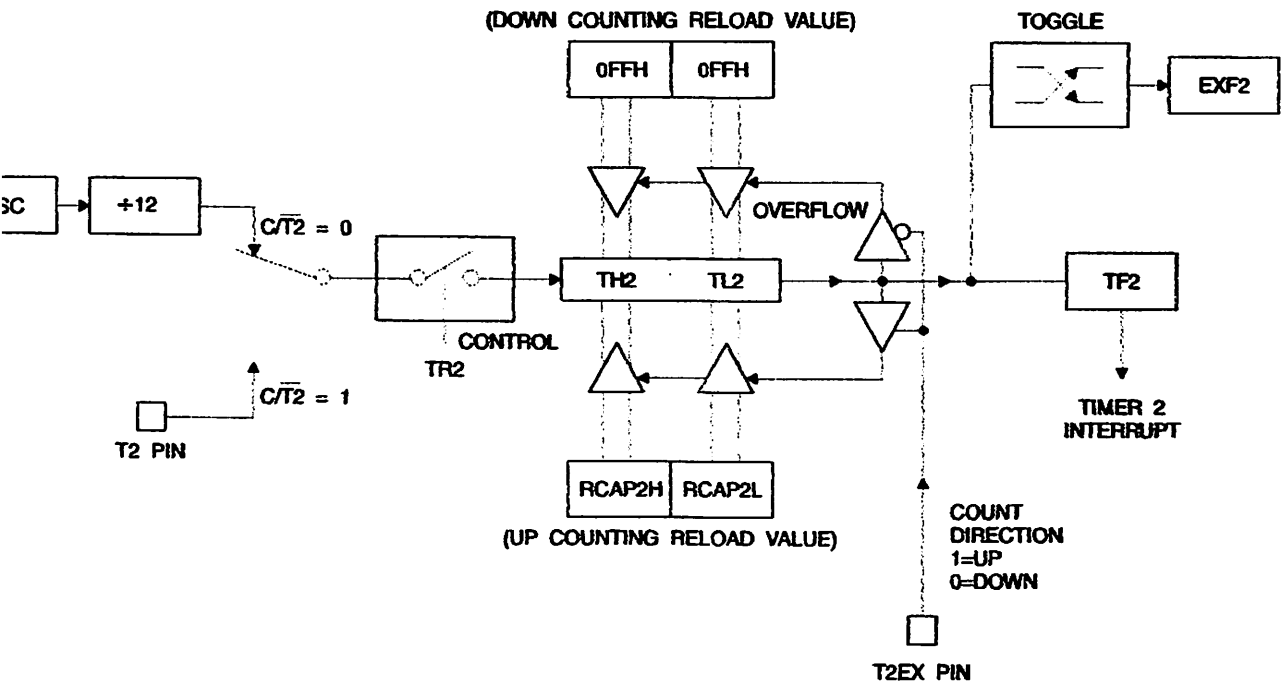 (DOWN COUNTING RELOAD VALUE)
TOGGLE
0FFH 0FFH
EXF2
SC
÷12
C/T2̅ = 0
OVERFLOW
TH2 TL2
TF2
CONTROL
TR2
C/T2̅ = 1
T2 PIN
TIMER 2
INTERRUPT
RCAP2H RCAP2L
(UP COUNTING RELOAD VALUE)
COUNT
DIRECTION
1=UP
0=DOWN
T2EX PIN